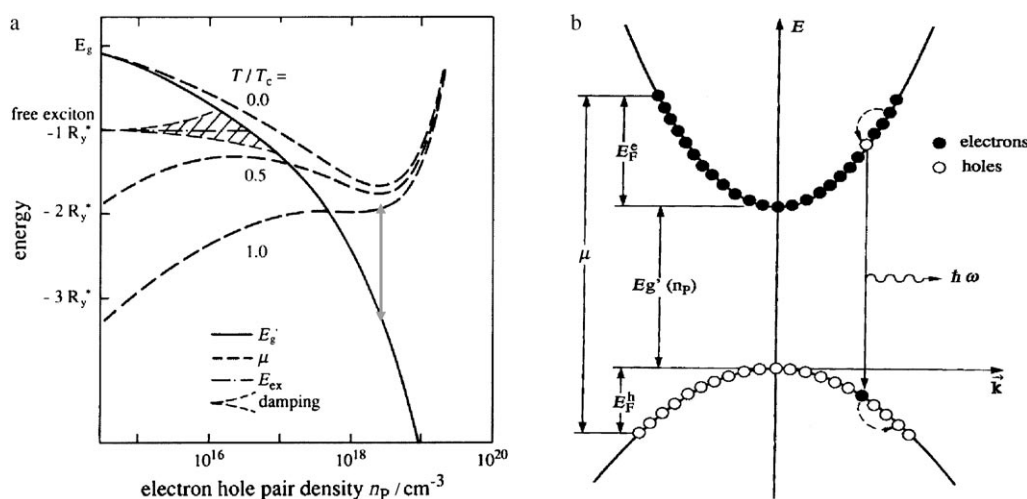 a
E_g
T / T_c =
0.0
free exciton
-1 R_y*
0.5
-2 R_y*
1.0
-3 R_y*
energy
E_g'
μ
E_ex
damping
10^16
10^18
10^19
10^20
electron hole pair density n_P / cm^-3
b
E
electrons
holes
E_F^e
μ
Eg' (n_P)
ħω
E_F^h
k